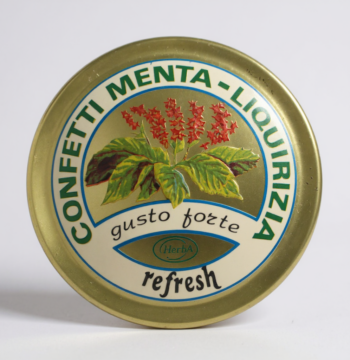 CONFETTI MENTA-LIQUIRIZIA
gusto forte
refresh